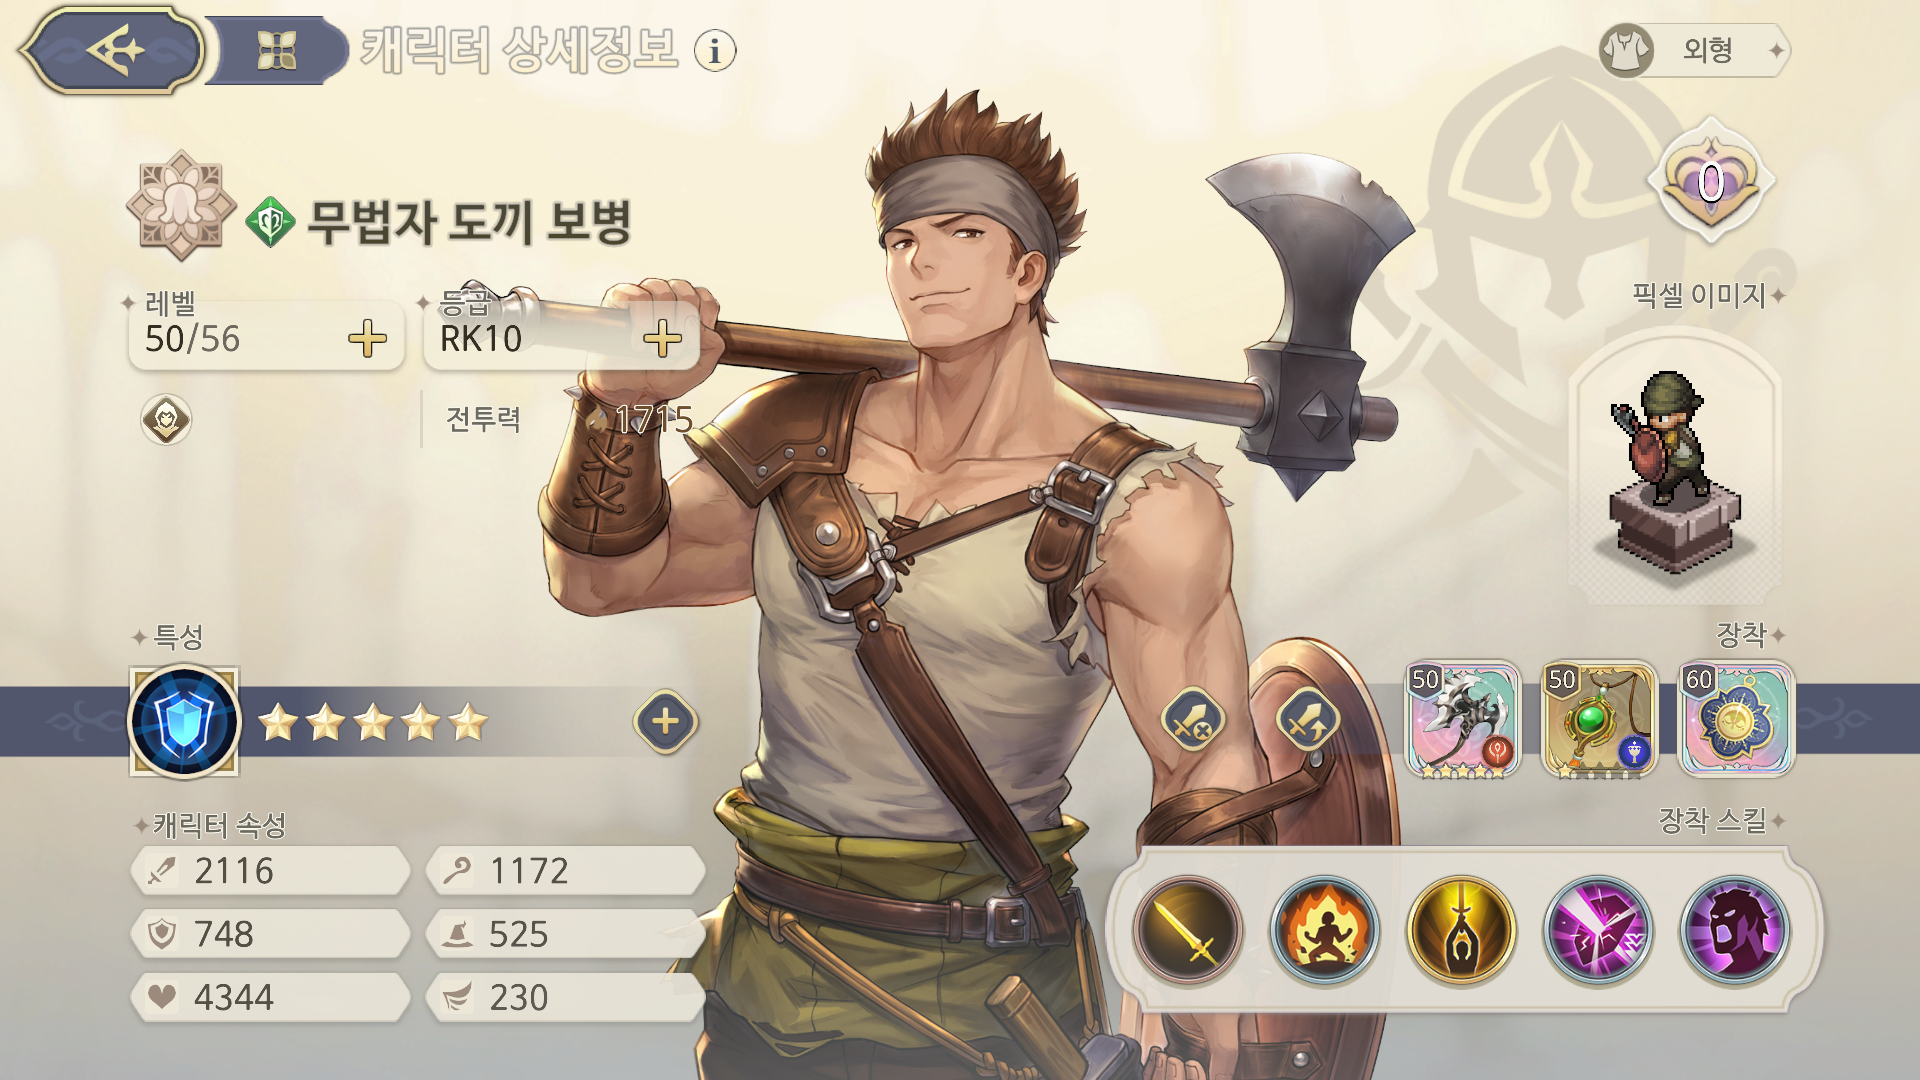 캐릭터 상세정보 i
외형
0
무법자 도끼 보병
레벨
50/56
등급
RK10
전투력 1715
픽셀 이미지
특성
장착
50
50
60
캐릭터 속성
장착 스킬
2116
1172
748
525
4344
230